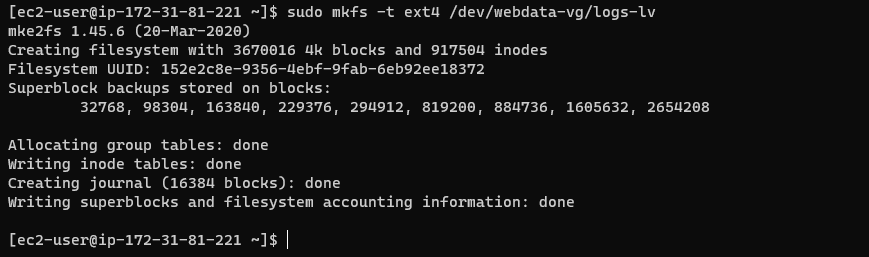 [ec2-user@ip-172-31-81-221 ~]$ sudo mkfs -t ext4 /dev/webdata-vg/logs-lv
mke2fs 1.45.6 (20-Mar-2020)
Creating filesystem with 3670016 4k blocks and 917504 inodes
Filesystem UUID: 152e2c8e-9356-4ebf-9fab-6eb92ee18372
Superblock backups stored on blocks:
        32768, 98304, 163840, 229376, 294912, 819200, 884736, 1605632, 2654208

Allocating group tables: done
Writing inode tables: done
Creating journal (16384 blocks): done
Writing superblocks and filesystem accounting information: done

[ec2-user@ip-172-31-81-221 ~]$